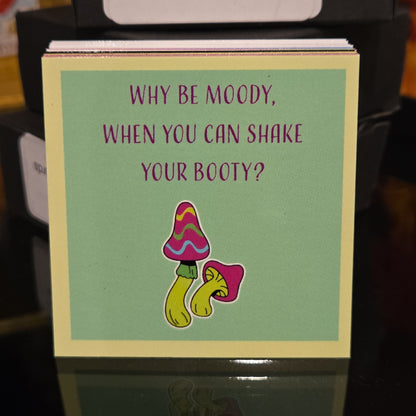 WHY BE MOODY,
WHEN YOU CAN SHAKE
YOUR BOOTY?